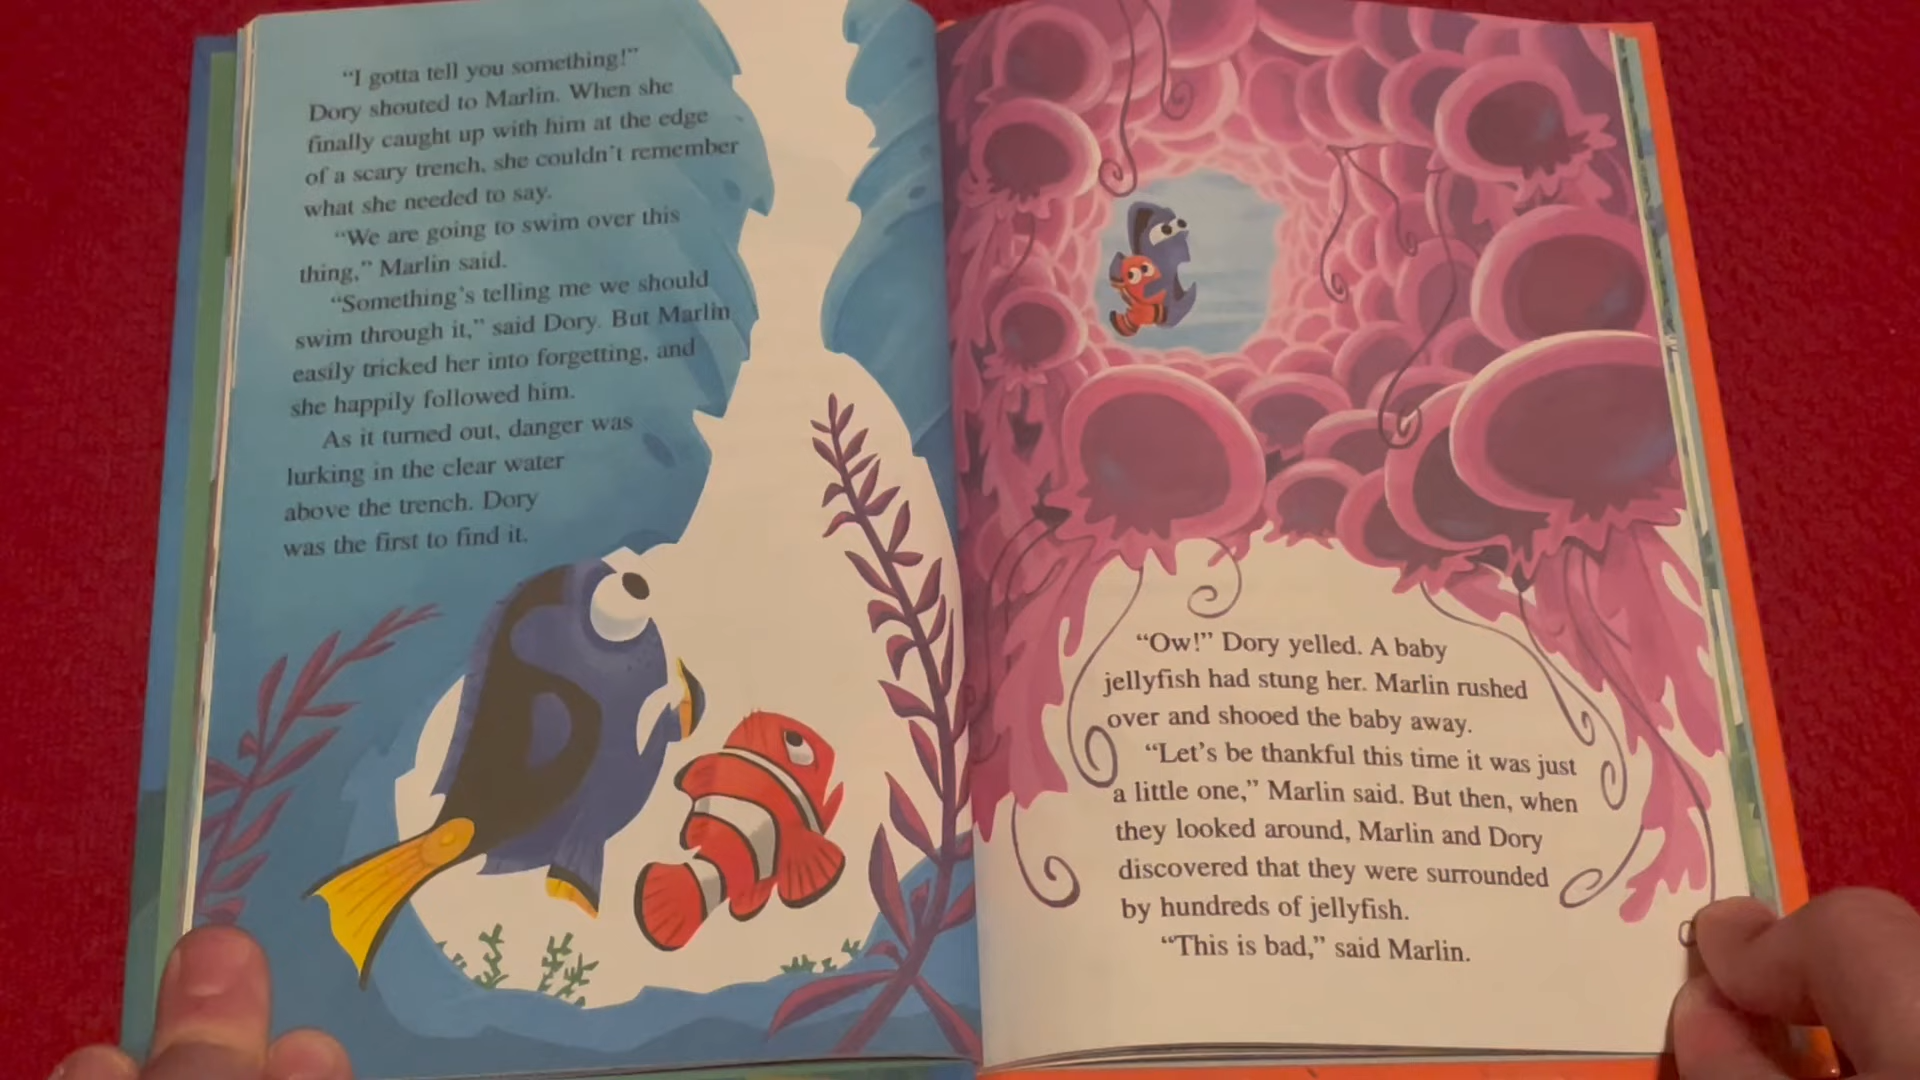 “I gotta tell you something!”
Dory shouted to Marlin. When she
finally caught up with him at the edge
of a scary trench, she couldn’t remember
what she needed to say.
“We are going to swim over this
thing,” Marlin said.
“Something’s telling me we should
swim through it,” said Dory. But Marlin
easily tricked her into forgetting, and
she happily followed him.
As it turned out, danger was
lurking in the clear water
above the trench. Dory
was the first to find it.
“Ow!” Dory yelled. A baby
jellyfish had stung her. Marlin rushed
over and shooed the baby away.
“Let’s be thankful this time it was just
a little one,” Marlin said. But then, when
they looked around, Marlin and Dory
discovered that they were surrounded
by hundreds of jellyfish.
“This is bad,” said Marlin.